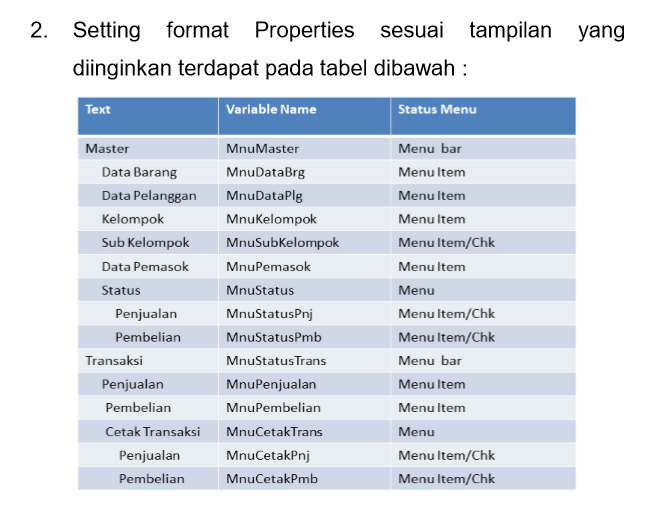 2. Setting format Properties sesuai tampilan yang
diinginkan terdapat pada tabel dibawah :
Text Variable Name Status Menu
Master MnuMaster Menu bar
Data Barang MnuDataBrg Menu Item
Data Pelanggan MnuDataPlg Menu Item
Kelompok MnuKelompok Menu Item
Sub Kelompok MnuSubKelompok Menu Item/Chk
Data Pemasok MnuPemasok Menu Item
Status MnuStatus Menu
Penjualan MnuStatusPnj Menu Item/Chk
Pembelian MnuStatusPmb Menu Item/Chk
Transaksi MnuStatusTrans Menu bar
Penjualan MnuPenjualan Menu Item
Pembelian MnuPembelian Menu Item
Cetak Transaksi MnuCetakTrans Menu
Penjualan MnuCetakPnj Menu Item/Chk
Pembelian MnuCetakPmb Menu Item/Chk